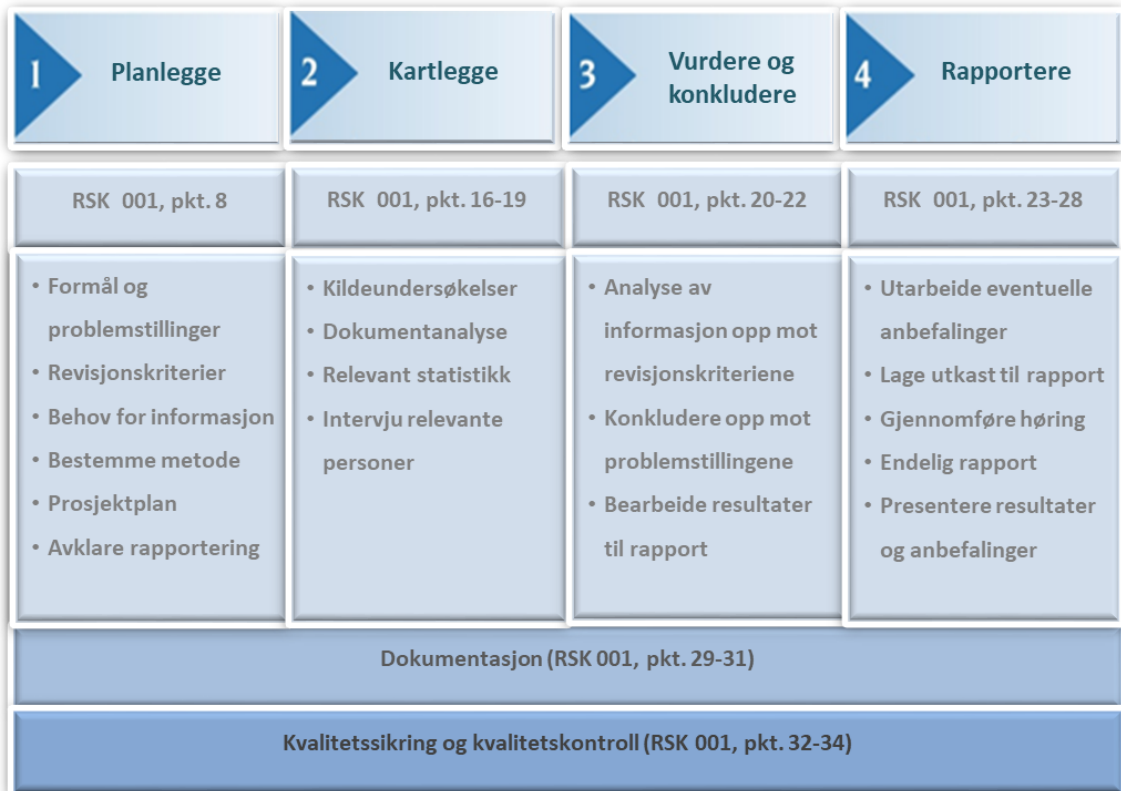 1
Planlegge
2
Kartlegge
3
Vurdere og
konkludere
4
Rapportere
RSK 001, pkt. 8
RSK 001, pkt. 16-19
RSK 001, pkt. 20-22
RSK 001, pkt. 23-28
• Formål og
problemstillinger
• Revisjonskriterier
• Behov for informasjon
• Bestemme metode
• Prosjektplan
• Avklare rapportering
• Kildeundersøkelser
• Dokumentanalyse
• Relevant statistikk
• Intervju relevante
personer
• Analyse av
informasjon opp mot
revisjonskriteriene
• Konkludere opp mot
problemstillingene
• Bearbeide resultater
til rapport
• Utarbeide eventuelle
anbefalinger
• Lage utkast til rapport
• Gjennomføre høring
• Endelig rapport
• Presentere resultater
og anbefalinger
Dokumentasjon (RSK 001, pkt. 29-31)
Kvalitetssikring og kvalitetskontroll (RSK 001, pkt. 32-34)